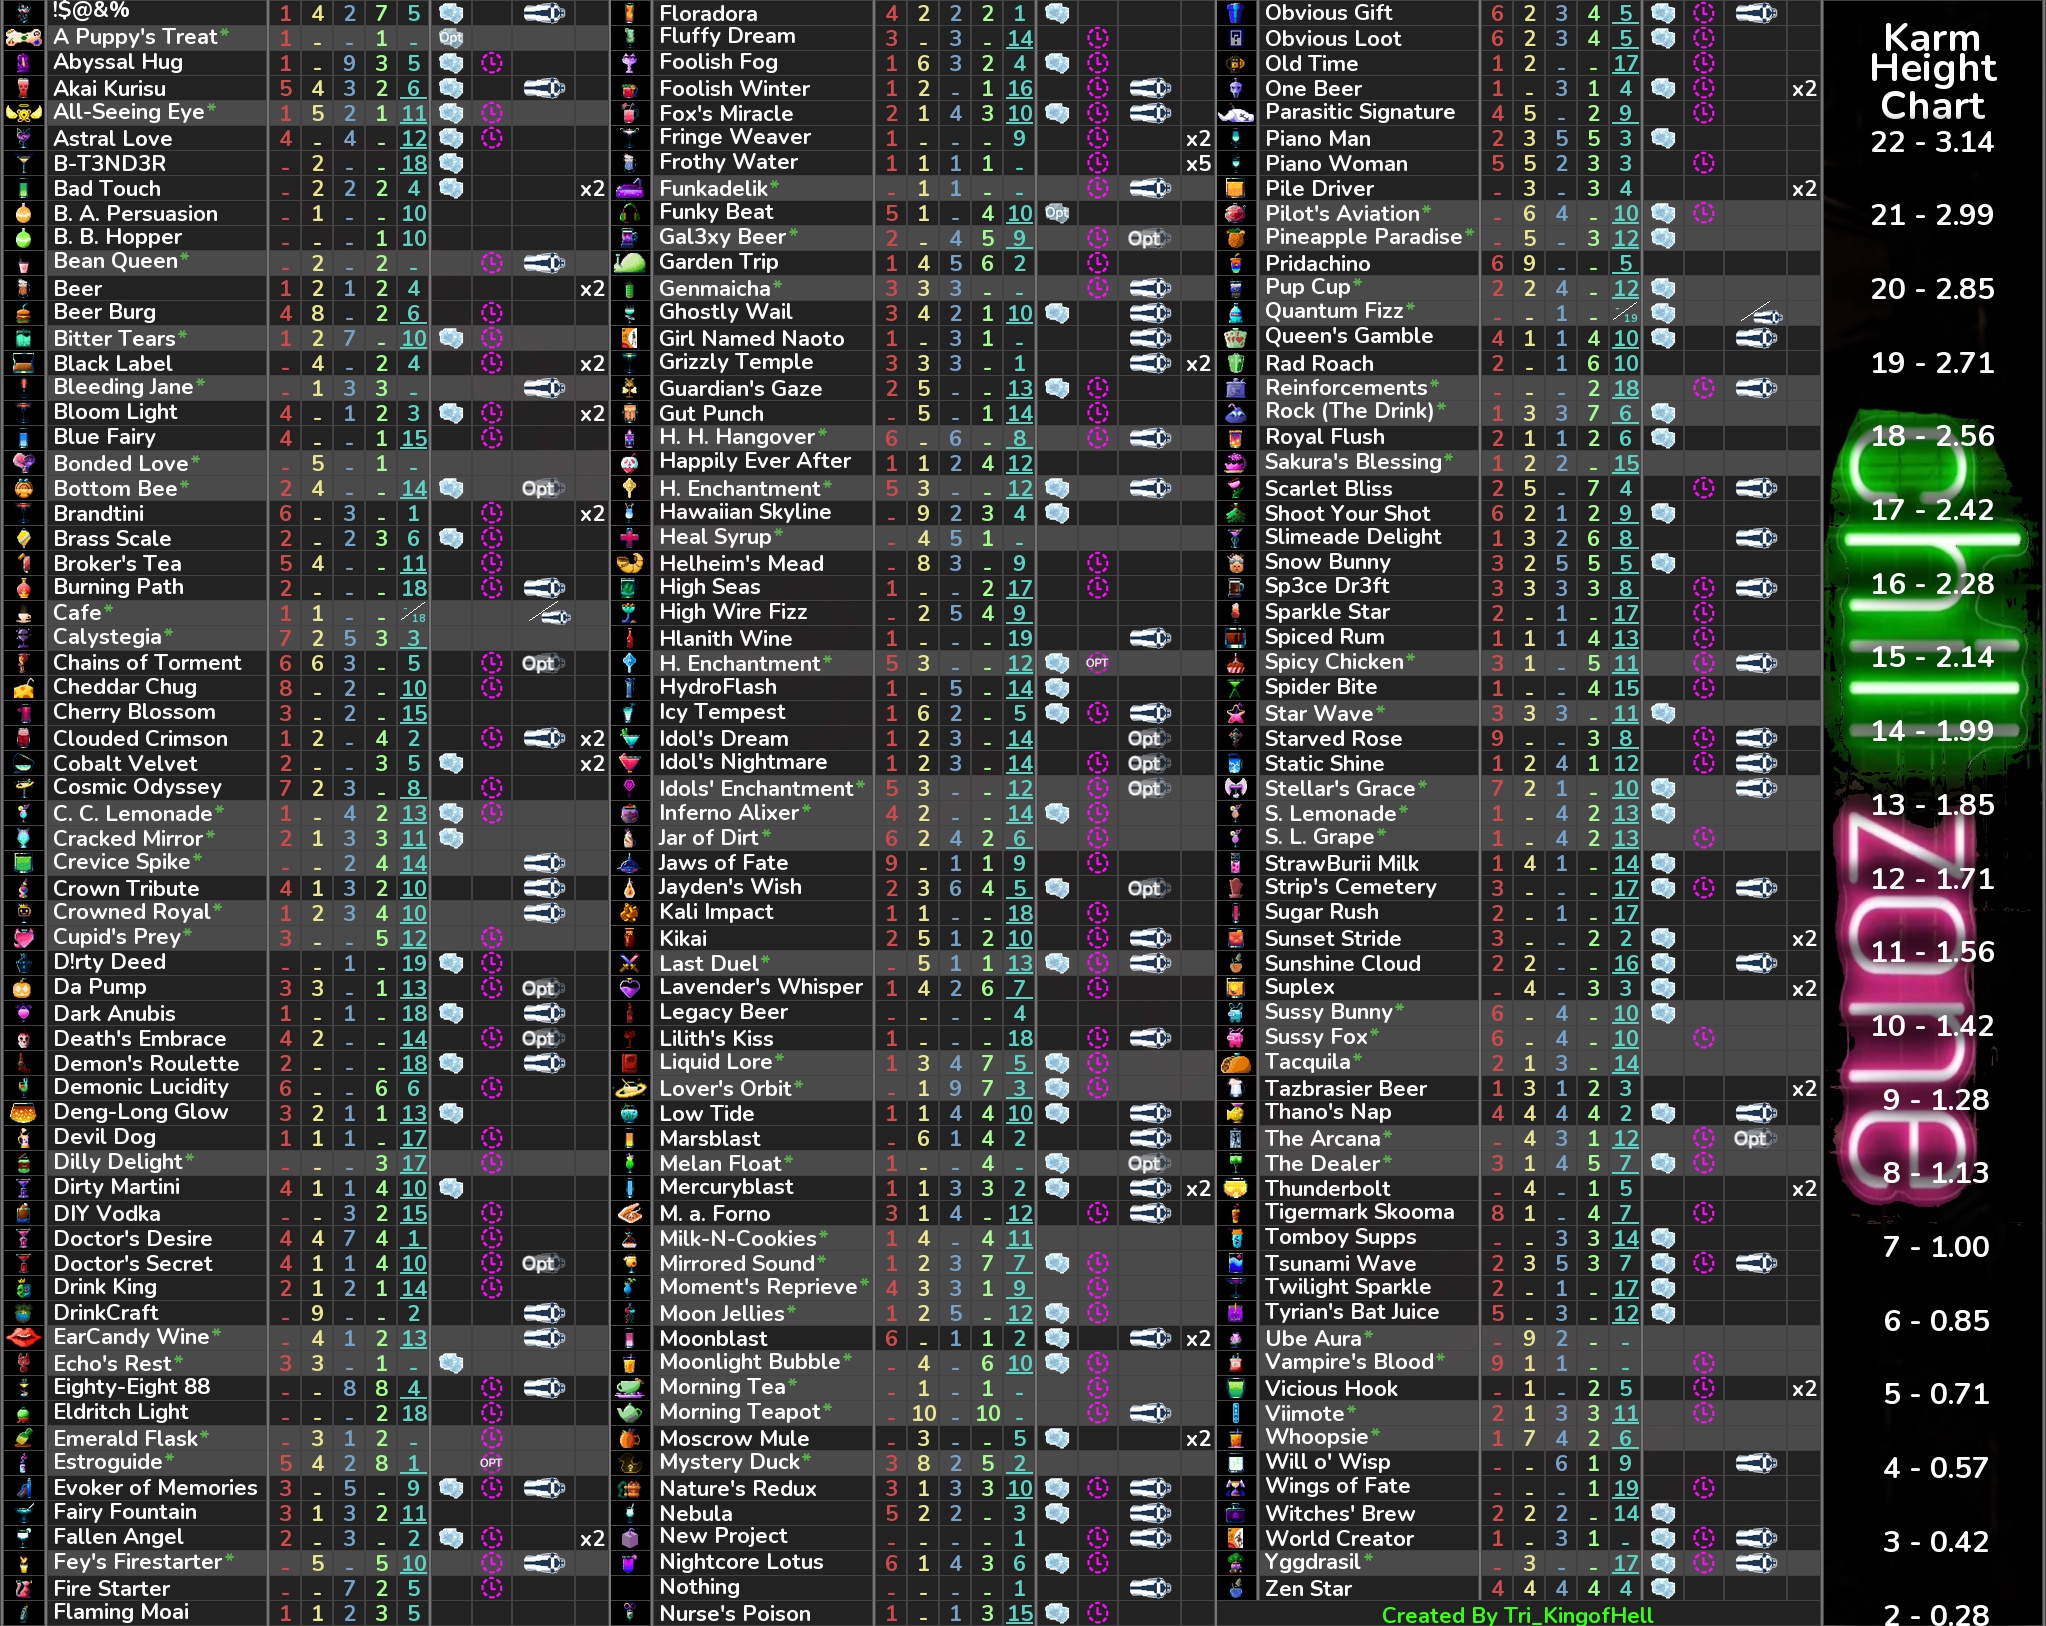 !$@&% 1 4 2 7 5
A Puppy's Treat* 1 - - 1 - Opt
Abyssal Hug 1 - 9 3 5
Akai Kurisu 5 4 3 2 6
All-Seeing Eye* 1 5 2 1 11
Astral Love 4 - 4 - 12
B-T3ND3R - 2 - - 18
Bad Touch - 2 2 2 4 x2
B. A. Persuasion - 1 - - 10
B. B. Hopper - - - 1 10
Bean Queen* - 2 - 2 -
Beer 1 2 1 2 4 x2
Beer Burg 4 8 - 2 6
Bitter Tears* 1 2 7 - 10
Black Label - 4 - 2 4 x2
Bleeding Jane* - 1 3 3 -
Bloom Light 4 - 1 2 3 x2
Blue Fairy 4 - - 1 15
Bonded Love* - 5 - 1 -
Bottom Bee* 2 4 - - 14 Opt
Brandtini 6 - 3 - 1 x2
Brass Scale 2 - 2 3 6
Broker's Tea 5 4 - - 11
Burning Path 2 - - - 18
Cafe* 1 1 - - -/18
Calystegia* 7 2 5 3 3
Chains of Torment 6 6 3 - 5 Opt
Cheddar Chug 8 - 2 - 10
Cherry Blossom 3 - 2 - 15
Clouded Crimson 1 2 - 4 2 x2
Cobalt Velvet 2 - - 3 5 x2
Cosmic Odyssey 7 2 3 - 8
C. C. Lemonade* 1 - 4 2 13
Cracked Mirror* 2 1 3 3 11
Crevice Spike* - - 2 4 14
Crown Tribute 4 1 3 2 10
Crowned Royal* 1 2 3 4 10
Cupid's Prey* 3 - - 5 12
D!rty Deed - - 1 - 19
Da Pump 3 3 - 1 13 Opt
Dark Anubis 1 - 1 - 18
Death's Embrace 4 2 - - 14 Opt
Demon's Roulette 2 - - - 18
Demonic Lucidity 6 - - 6 6
Deng-Long Glow 3 2 1 1 13
Devil Dog 1 1 1 - 17
Dilly Delight* - - - 3 17
Dirty Martini 4 1 1 4 10
DIY Vodka - - 3 2 15
Doctor's Desire 4 4 7 4 1
Doctor's Secret 4 1 1 4 10 Opt
Drink King 2 1 2 1 14
DrinkCraft - 9 - - 2
EarCandy Wine* - 4 1 2 13
Echo's Rest* 3 3 - 1 -
Eighty-Eight 88 - - 8 8 4
Eldritch Light - - - 2 18
Emerald Flask* - 3 1 2 -
Estroguide* 5 4 2 8 1 OPT
Evoker of Memories 3 - 5 - 9
Fairy Fountain 3 1 3 2 11
Fallen Angel 2 - 3 - 2 x2
Fey's Firestarter* - 5 - 5 10
Fire Starter - - 7 2 5
Flaming Moai 1 1 2 3 5
Floradora 4 2 2 2 1
Fluffy Dream 3 - 3 - 14
Foolish Fog 1 6 3 2 4
Foolish Winter 1 2 - 1 16
Fox's Miracle 2 1 4 3 10
Fringe Weaver 1 - - - 9 x2
Frothy Water 1 1 1 1 - x5
Funkadelik* - 1 1 - -
Funky Beat 5 1 - 4 10 Opt
Gal3xy Beer* 2 - 4 5 9 Opt
Garden Trip 1 4 5 6 2
Genmaicha* 3 3 3 - -
Ghostly Wail 3 4 2 1 10
Girl Named Naoto 1 - 3 1 -
Grizzly Temple 3 3 3 - 1 x2
Guardian's Gaze 2 5 - - 13
Gut Punch - 5 - 1 14
H. H. Hangover* 6 - 6 - 8
Happily Ever After 1 1 2 4 12
H. Enchantment* 5 3 - - 12
Hawaiian Skyline - 9 2 3 4
Heal Syrup* - 4 5 1 -
Helheim's Mead - 8 3 - 9
High Seas 1 - - 2 17
High Wire Fizz - 2 5 4 9
Hlanith Wine 1 - - - 19
H. Enchantment* 5 3 - - 12 OPT
HydroFlash 1 - 5 - 14
Icy Tempest 1 6 2 - 5
Idol's Dream 1 2 3 - 14 Opt
Idol's Nightmare 1 2 3 - 14 Opt
Idols' Enchantment* 5 3 - - 12 Opt
Inferno Alixer* 4 2 - - 14
Jar of Dirt* 6 2 4 2 6
Jaws of Fate 9 - 1 1 9
Jayden's Wish 2 3 6 4 5 Opt
Kali Impact 1 1 - - 18
Kikai 2 5 1 2 10
Last Duel* - 5 1 1 13
Lavender's Whisper 1 4 2 6 7
Legacy Beer - - - - 4
Lilith's Kiss 1 - - - 18
Liquid Lore* 1 3 4 7 5
Lover's Orbit* - 1 9 7 3
Low Tide 1 1 4 4 10
Marsblast - 6 1 4 2
Melan Float* 1 - - 4 - Opt
Mercuryblast 1 1 3 3 2 x2
M. a. Forno 3 1 4 - 12
Milk-N-Cookies* 1 4 - 4 11
Mirrored Sound* 1 2 3 7 7
Moment's Reprieve* 4 3 3 1 9
Moon Jellies* 1 2 5 - 12
Moonblast 6 - 1 1 2 x2
Moonlight Bubble* - 4 - 6 10
Morning Tea* - 1 - 1 -
Morning Teapot* - 10 - 10 -
Moscrow Mule - 3 - - 5 x2
Mystery Duck* 3 8 2 5 2
Nature's Redux 3 1 3 3 10
Nebula 5 2 2 - 3
New Project - - - - 1
Nightcore Lotus 6 1 4 3 6
Nothing - - - - 1
Nurse's Poison 1 - 1 3 15
Obvious Gift 6 2 3 4 5
Obvious Loot 6 2 3 4 5
Old Time 1 2 - - 17
One Beer 1 - 3 1 4 x2
Parasitic Signature 4 5 - 2 9
Piano Man 2 3 5 5 3
Piano Woman 5 5 2 3 3
Pile Driver - 3 - 3 4 x2
Pilot's Aviation* - 6 4 - 10
Pineapple Paradise* - 5 - 3 12
Pridachino 6 9 - - 5
Pup Cup* 2 2 4 - 12
Quantum Fizz* - - 1 - -/19
Queen's Gamble 4 1 1 4 10
Rad Roach 2 - 1 6 10
Reinforcements* - - - 2 18
Rock (The Drink)* 1 3 3 7 6
Royal Flush 2 1 1 2 6
Sakura's Blessing* 1 2 2 - 15
Scarlet Bliss 2 5 - 7 4
Shoot Your Shot 6 2 1 2 9
Slimeade Delight 1 3 2 6 8
Snow Bunny 3 2 5 5 5
Sp3ce Dr3ft 3 3 3 3 8
Sparkle Star 2 - 1 - 17
Spiced Rum 1 1 1 4 13
Spicy Chicken* 3 1 - 5 11
Spider Bite 1 - - 4 15
Star Wave* 3 3 3 - 11
Starved Rose 9 - - 3 8
Static Shine 1 2 4 1 12
Stellar's Grace* 7 2 1 - 10
S. Lemonade* 1 - 4 2 13
S. L. Grape* 1 - 4 2 13
StrawBurii Milk 1 4 1 - 14
Strip's Cemetery 3 - - - 17
Sugar Rush 2 - 1 - 17
Sunset Stride 3 - - 2 2 x2
Sunshine Cloud 2 2 - - 16
Suplex - 4 - 3 3 x2
Sussy Bunny* 6 - 4 - 10
Sussy Fox* 6 - 4 - 10
Tacquila* 2 1 3 - 14
Tazbrasier Beer 1 3 1 2 3 x2
Thano's Nap 4 4 4 4 2
The Arcana* - 4 3 1 12 Opt
The Dealer* 3 1 4 5 7
Thunderbolt - 4 - 1 5 x2
Tigermark Skooma 8 1 - 4 7
Tomboy Supps - - 3 3 14
Tsunami Wave 2 3 5 3 7
Twilight Sparkle 2 - 1 - 17
Tyrian's Bat Juice 5 - 3 - 12
Ube Aura* - 9 2 - -
Vampire's Blood* 9 1 1 - -
Vicious Hook - 1 - 2 5 x2
Viimote* 2 1 3 3 11
Whoopsie* 1 7 4 2 6
Will o' Wisp - - 6 1 9
Wings of Fate - - - 1 19
Witches' Brew 2 2 2 - 14
World Creator 1 - 3 1 -
Yggdrasil* - 3 - - 17
Zen Star 4 4 4 4 4
Created By Tri_KingofHell
Karm
Height
Chart
22 - 3.14
21 - 2.99
20 - 2.85
19 - 2.71
18 - 2.56
17 - 2.42
16 - 2.28
15 - 2.14
14 - 1.99
13 - 1.85
12 - 1.71
11 - 1.56
10 - 1.42
9 - 1.28
8 - 1.13
7 - 1.00
6 - 0.85
5 - 0.71
4 - 0.57
3 - 0.42
2 - 0.28
chill
zone